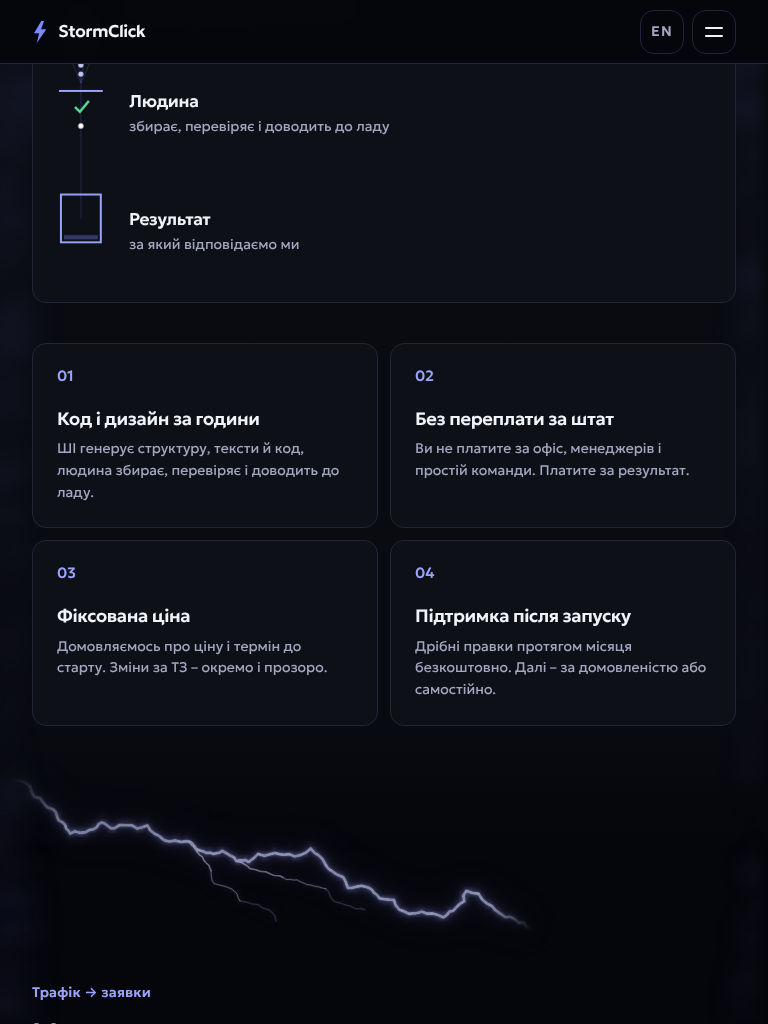 StormClick
EN
Людина
збирає, перевіряє і доводить до ладу
Результат
за який відповідаємо ми
01
Код і дизайн за години
ШІ генерує структуру, тексти й код,
людина збирає, перевіряє і доводить до
ладу.
02
Без переплати за штат
Ви не платите за офіс, менеджерів і
простій команди. Платите за результат.
03
Фіксована ціна
Домовляємось про ціну і термін до
старту. Зміни за ТЗ – окремо і прозоро.
04
Підтримка після запуску
Дрібні правки протягом місяця
безкоштовно. Далі – за домовленістю або
самостійно.
Трафік → заявки